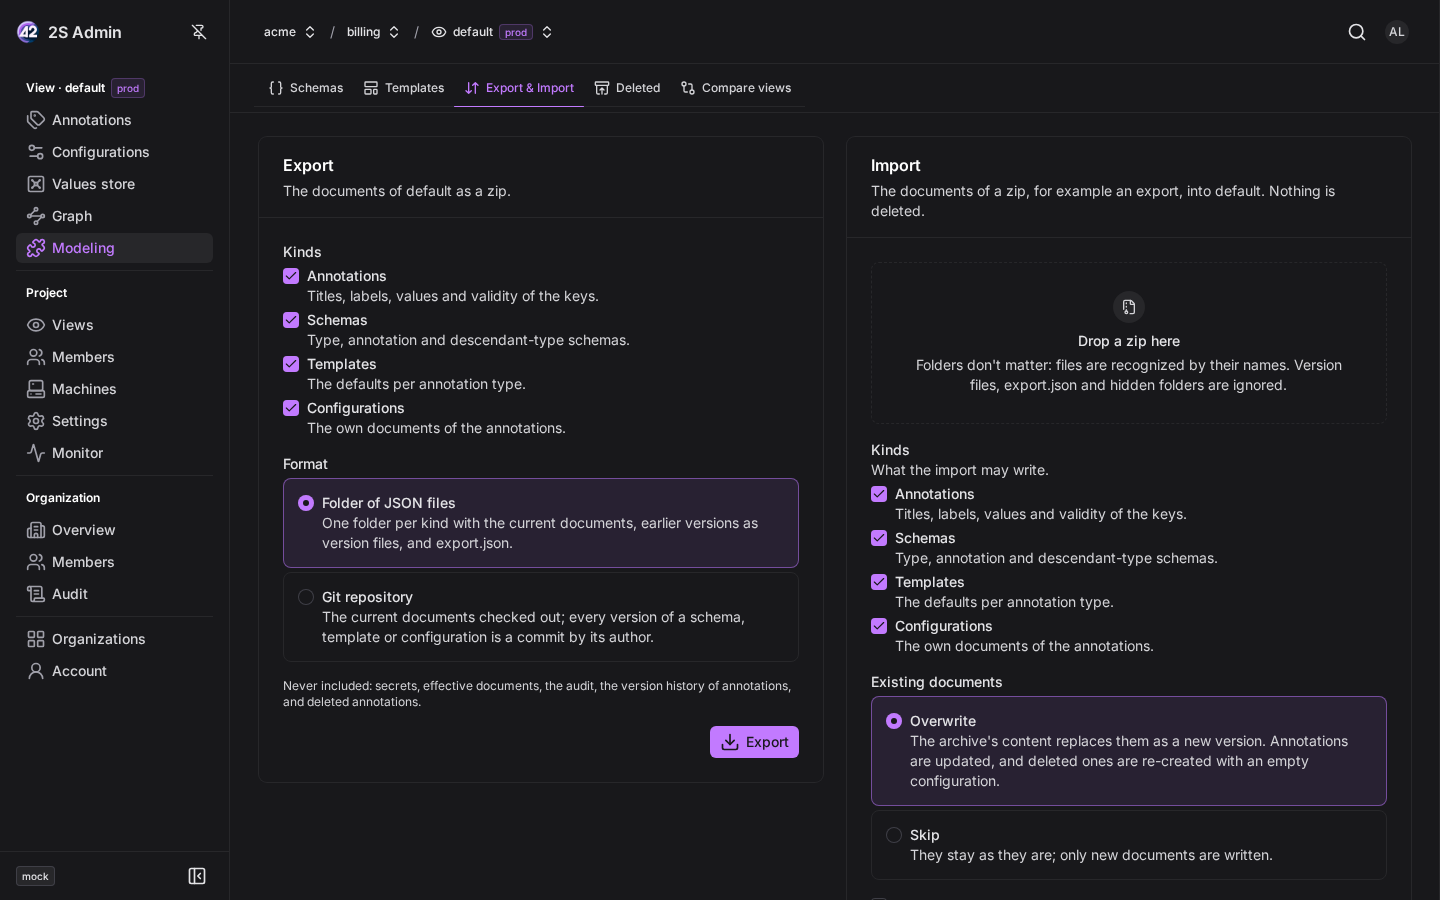 2S Admin
acme / billing / default prod
AL
View · default prod
Annotations
Configurations
Values store
Graph
Modeling
Project
Views
Members
Machines
Settings
Monitor
Organization
Overview
Members
Audit
Organizations
Account
mock
Schemas
Templates
Export & Import
Deleted
Compare views
Export
The documents of default as a zip.
Kinds
Annotations
Titles, labels, values and validity of the keys.
Schemas
Type, annotation and descendant-type schemas.
Templates
The defaults per annotation type.
Configurations
The own documents of the annotations.
Format
Folder of JSON files
One folder per kind with the current documents, earlier versions as
version files, and export.json.
Git repository
The current documents checked out; every version of a schema,
template or configuration is a commit by its author.
Never included: secrets, effective documents, the audit, the version history of annotations,
and deleted annotations.
Export
Import
The documents of a zip, for example an export, into default. Nothing is
deleted.
Drop a zip here
Folders don't matter: files are recognized by their names. Version
files, export.json and hidden folders are ignored.
Kinds
What the import may write.
Annotations
Titles, labels, values and validity of the keys.
Schemas
Type, annotation and descendant-type schemas.
Templates
The defaults per annotation type.
Configurations
The own documents of the annotations.
Existing documents
Overwrite
The archive's content replaces them as a new version. Annotations
are updated, and deleted ones are re-created with an empty
configuration.
Skip
They stay as they are; only new documents are written.